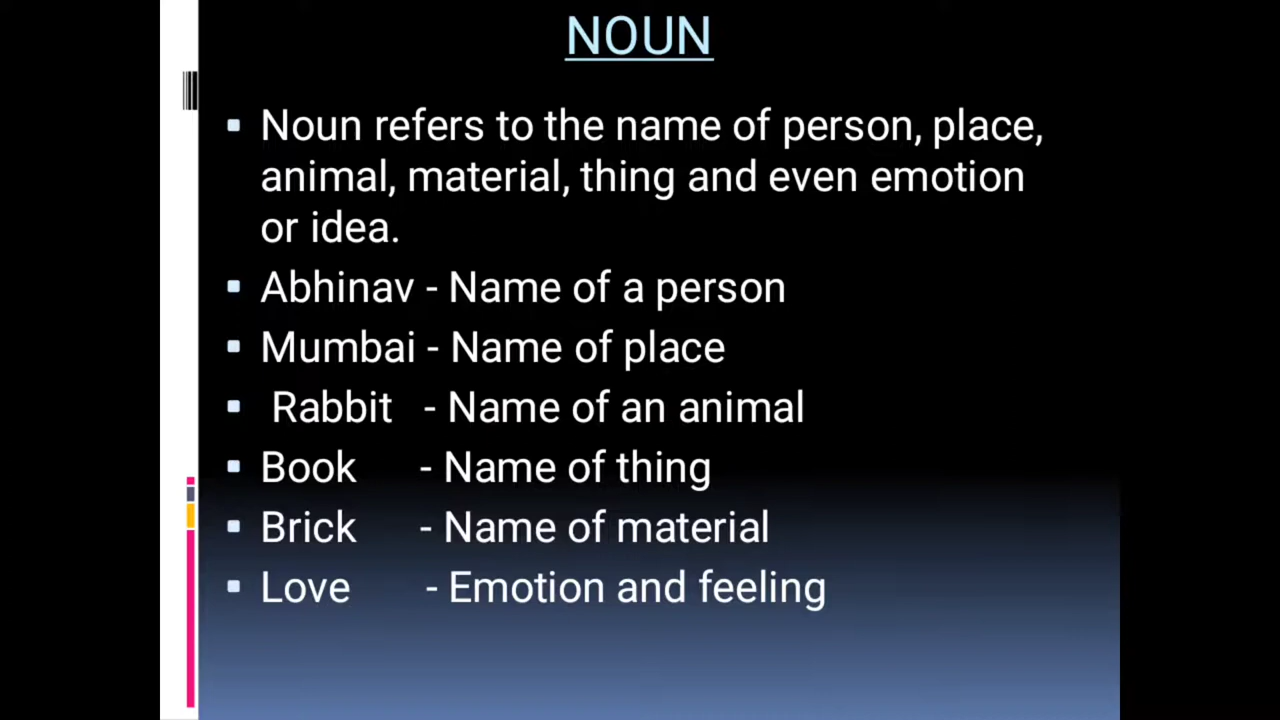 NOUN
Noun refers to the name of person, place,
animal, material, thing and even emotion
or idea.
Abhinav - Name of a person
Mumbai - Name of place
Rabbit - Name of an animal
Book - Name of thing
Brick - Name of material
Love - Emotion and feeling